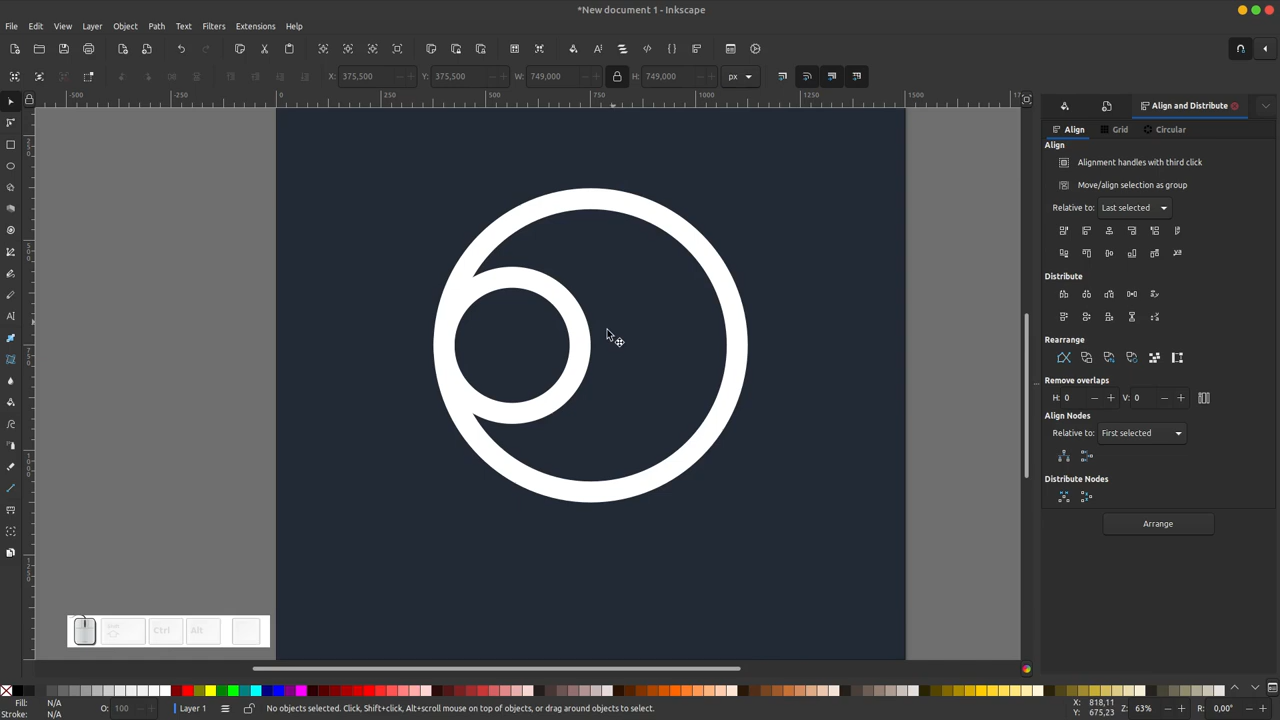 *New document 1 - Inkscape
File Edit View Layer Object Path Text Filters Extensions Help
X: 375,500 Y: 375,500 W: 749,000 H: 749,000 px
-500 -250 0 250 500 750 1000 1250 1500
Align and Distribute
Align Grid Circular
Align
Alignment handles with third click
Move/align selection as group
Relative to: Last selected
Distribute
Rearrange
Remove overlaps
H: 0 V: 0
Align Nodes
Relative to: First selected
Distribute Nodes
Arrange
Ctrl Alt
Fill: N/A
Stroke: N/A
O: 100
Layer 1
No objects selected. Click, Shift+click, Alt+scroll mouse on top of objects, or drag around objects to select.
X: 818,11
Y: 675,23
Z: 63%
R: 0,00°